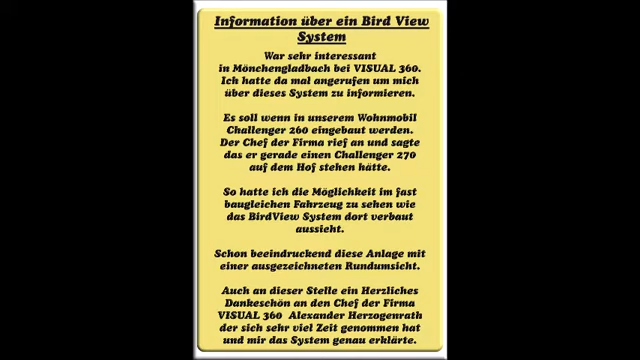 Information über ein Bird View
System
War sehr interessant
in Mönchengladbach bei VISUAL 360.
Ich hatte da mal angerufen um mich
über dieses System zu informieren.
Es soll wenn in unserem Wohnmobil
Challenger 260 eingebaut werden.
Der Chef der Firma rief an und sagte
das er gerade einen Challenger 270
auf dem Hof stehen hätte.
So hatte ich die Möglichkeit im fast
baugleichen Fahrzeug zu sehen wie
das BirdView System dort verbaut
aussieht.
Schon beeindruckend diese Anlage mit
einer ausgezeichneten Rundumsicht.
Auch an dieser Stelle ein Herzliches
Dankeschön an den Chef der Firma
VISUAL 360 Alexander Herzogenrath
der sich sehr viel Zeit genommen hat
und mir das System genau erklärte.